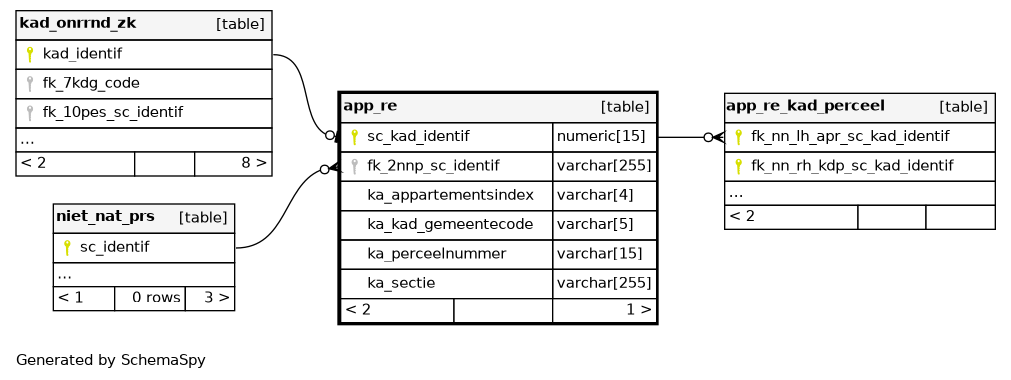 kad_onrrnd_zk [table]
kad_identif
fk_7kdg_code
fk_10pes_sc_identif
...
< 2 8 >
niet_nat_prs [table]
sc_identif
...
< 1 0 rows 3 >
app_re [table]
sc_kad_identif numeric[15]
fk_2nnp_sc_identif varchar[255]
ka_appartementsindex varchar[4]
ka_kad_gemeentecode varchar[5]
ka_perceelnummer varchar[15]
ka_sectie varchar[255]
< 2 1 >
app_re_kad_perceel [table]
fk_nn_lh_apr_sc_kad_identif
fk_nn_rh_kdp_sc_kad_identif
...
< 2
Generated by SchemaSpy